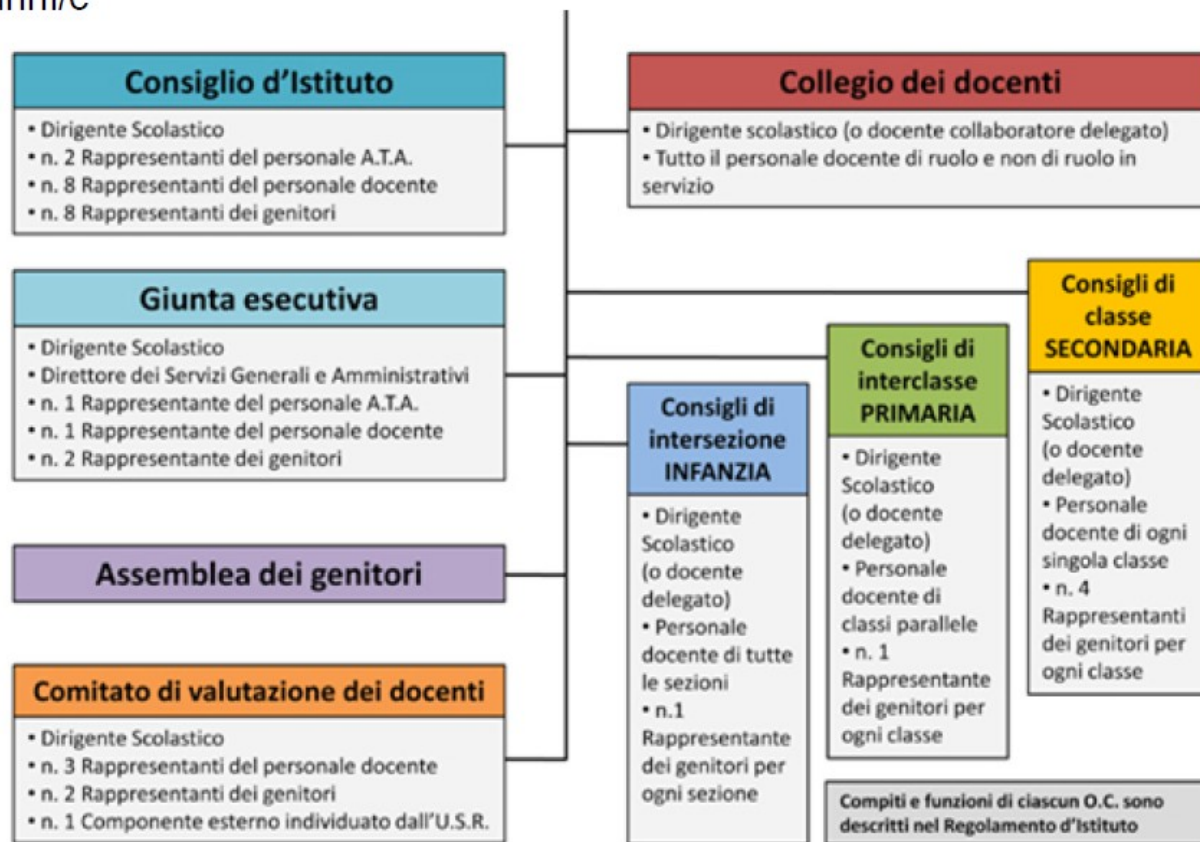 Consiglio d'Istituto
• Dirigente Scolastico
• n. 2 Rappresentanti del personale A.T.A.
• n. 8 Rappresentanti del personale docente
• n. 8 Rappresentanti dei genitori
Collegio dei docenti
• Dirigente scolastico (o docente collaboratore delegato)
• Tutto il personale docente di ruolo e non di ruolo in
servizio
Giunta esecutiva
• Dirigente Scolastico
• Direttore dei Servizi Generali e Amministrativi
• n. 1 Rappresentante del personale A.T.A.
• n. 1 Rappresentante del personale docente
• n. 2 Rappresentante dei genitori
Assemblea dei genitori
Comitato di valutazione dei docenti
• Dirigente Scolastico
• n. 3 Rappresentanti del personale docente
• n. 2 Rappresentanti dei genitori
• n. 1 Componente esterno individuato dall'U.S.R.
Consigli di
intersezione
INFANZIA
• Dirigente
Scolastico
(o docente
delegato)
• Personale
docente di tutte
le sezioni
• n.1
Rappresentante
dei genitori per
ogni sezione
Consigli di
interclasse
PRIMARIA
• Dirigente
Scolastico
(o docente
delegato)
• Personale
docente di
classi parallele
• n. 1
Rappresentante
dei genitori per
ogni classe
Consigli di
classe
SECONDARIA
• Dirigente
Scolastico
(o docente
delegato)
• Personale
docente di ogni
singola classe
• n. 4
Rappresentanti
dei genitori per
ogni classe
Compiti e funzioni di ciascun O.C. sono
descritti nel Regolamento d'Istituto